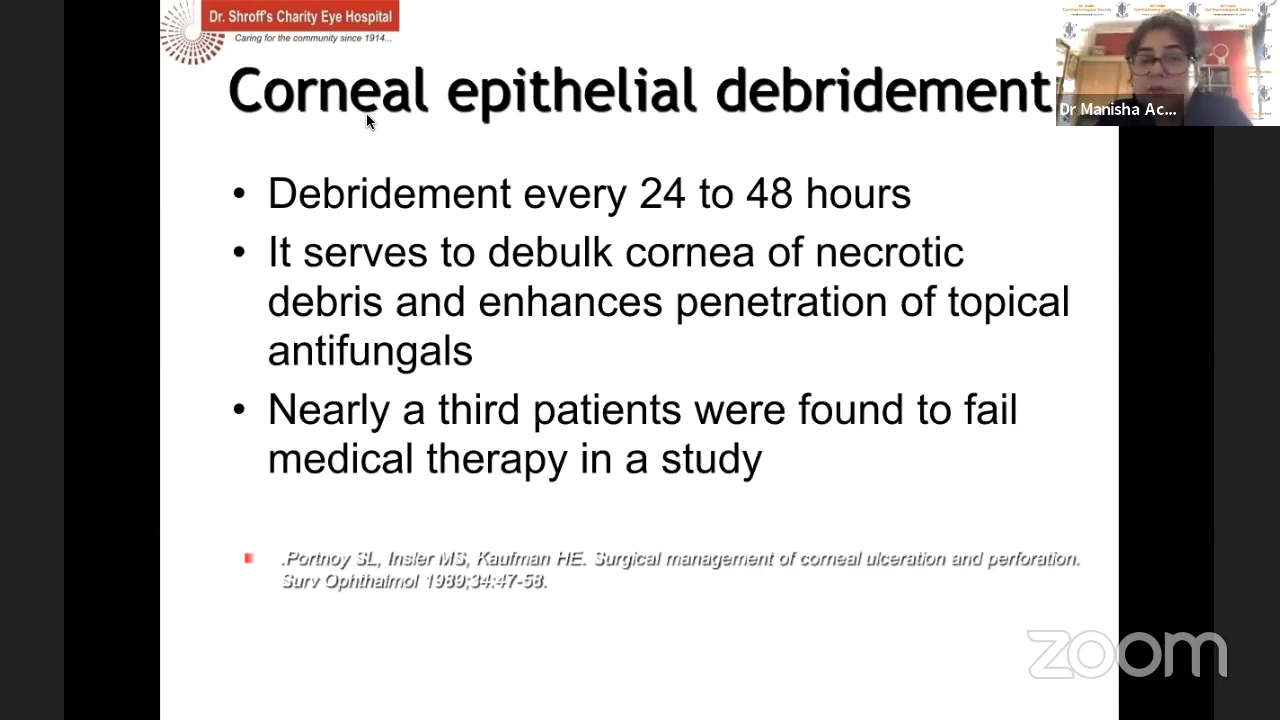 Dr. Shroff's Charity Eye Hospital
Caring for the community since 1914...
Corneal epithelial debridement
Dr Manisha Ac...
• Debridement every 24 to 48 hours
• It serves to debulk cornea of necrotic
debris and enhances penetration of topical
antifungals
• Nearly a third patients were found to fail
medical therapy in a study
.Portnoy SL, Insler MS, Kaufman HE. Surgical management of corneal ulceration and perforation.
Surv Ophthalmol 1989;34:47-58.
zoom